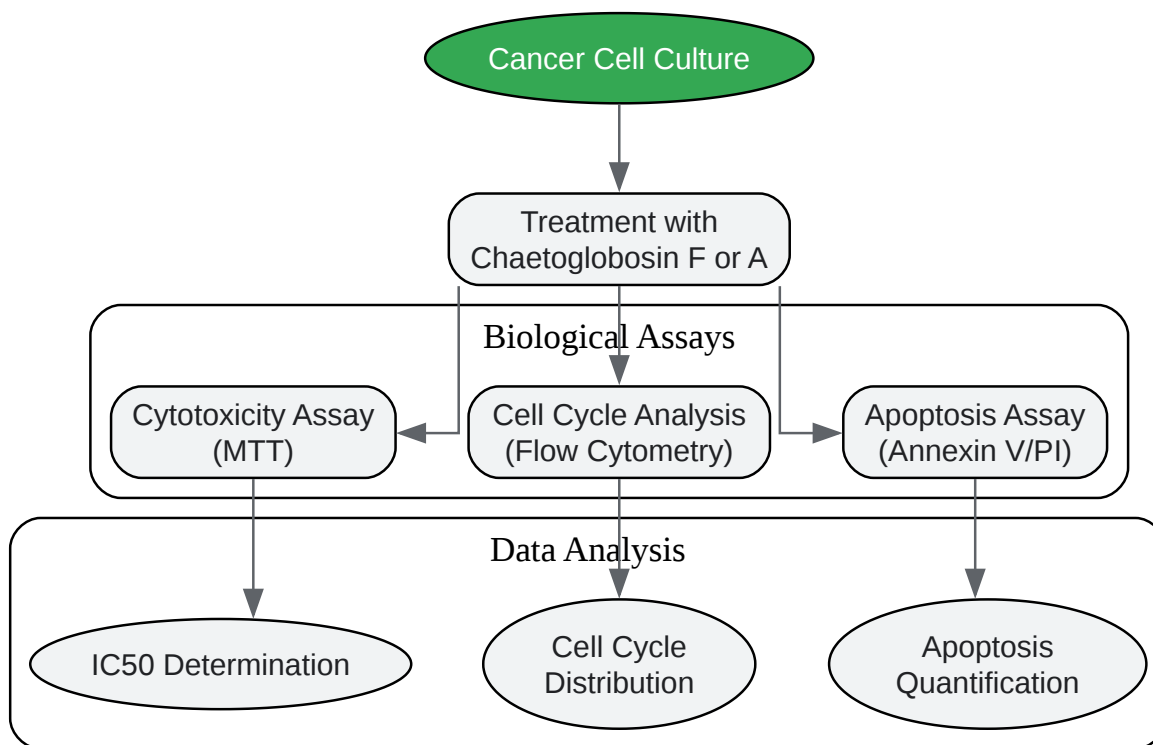 Cancer Cell Culture
Treatment with
Chaetoglobosin F or A
Biological Assays
Cytotoxicity Assay
(MTT)
Cell Cycle Analysis
(Flow Cytometry)
Apoptosis Assay
(Annexin V/PI)
Data Analysis
IC50 Determination
Cell Cycle
Distribution
Apoptosis
Quantification